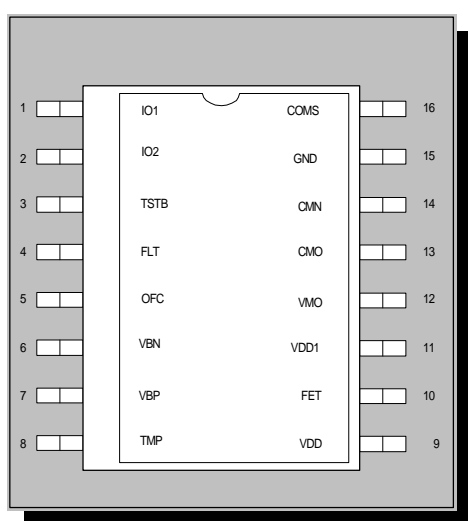 1 IO1 COMS 16
2 IO2 GND 15
3 TSTB CMN 14
4 FLT CMO 13
5 OFC VMO 12
6 VBN VDD1 11
7 VBP FET 10
8 TMP VDD 9